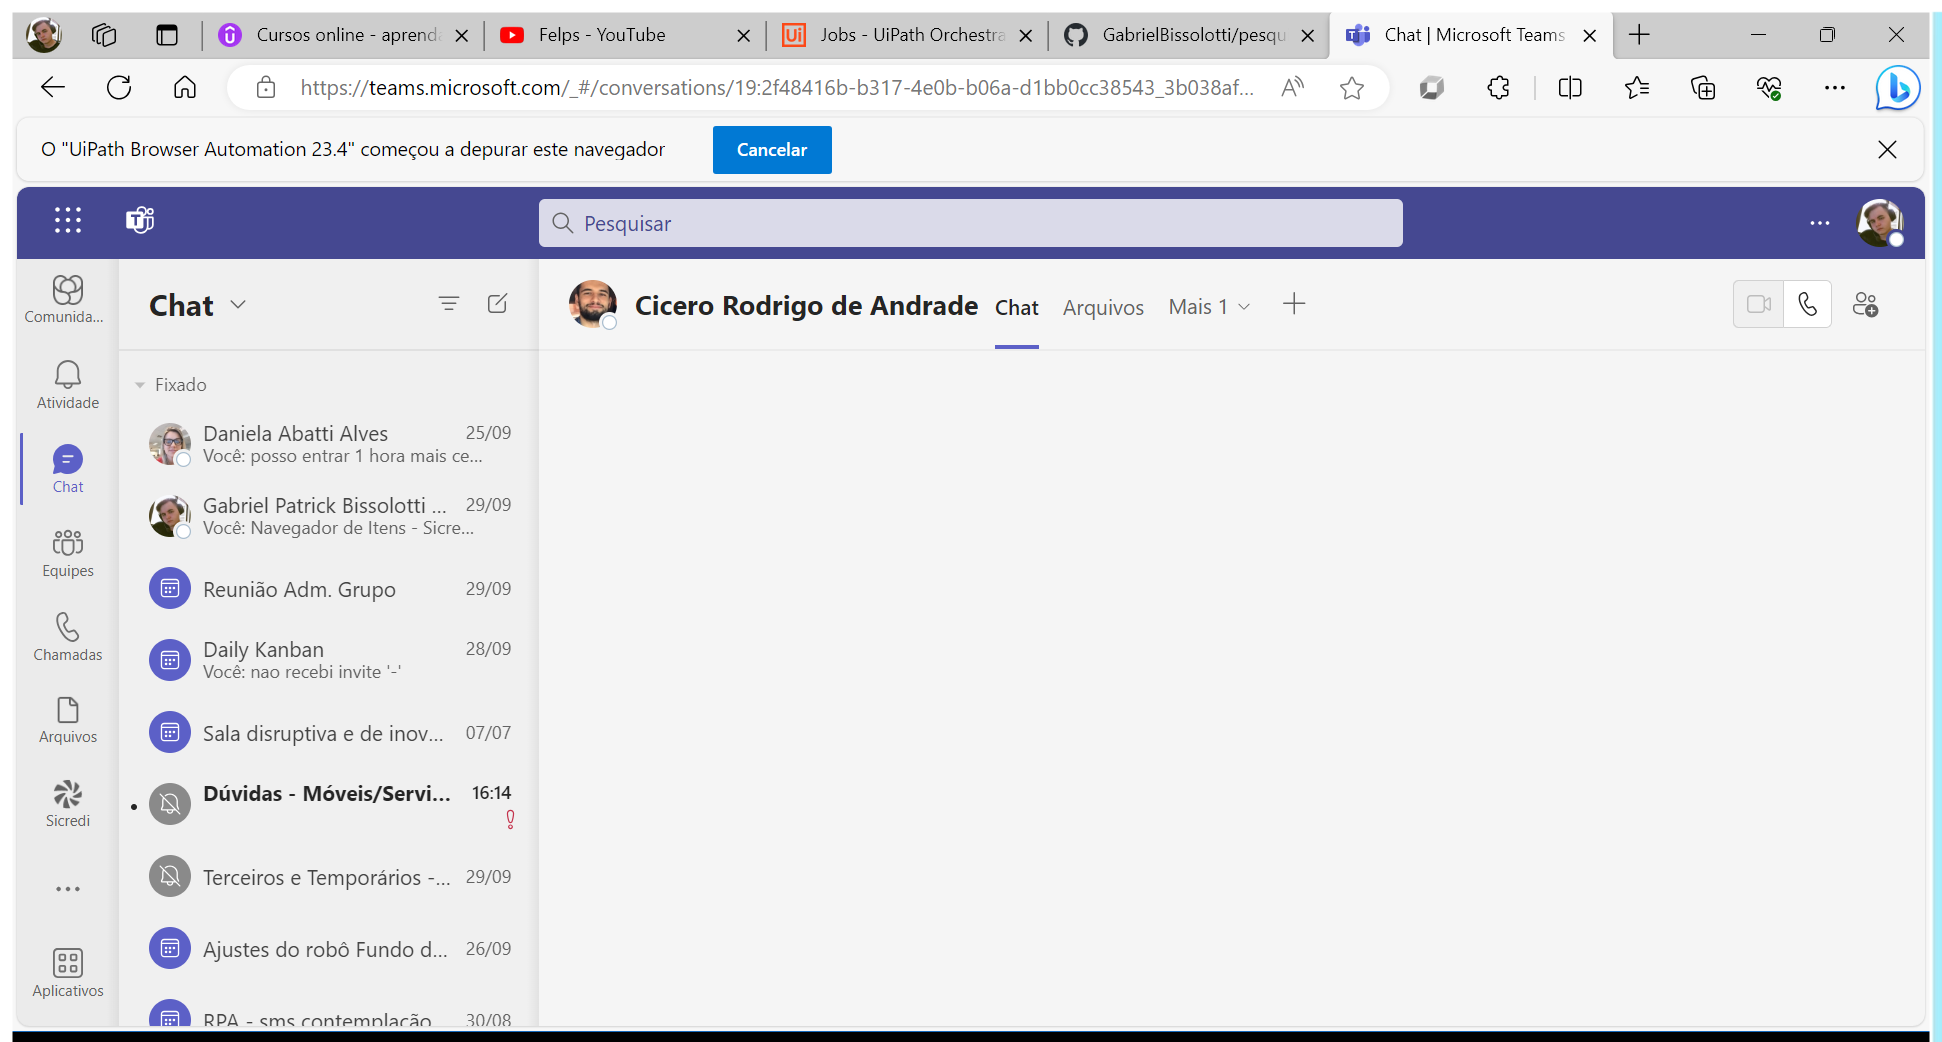 Cursos online - aprenda
Felps - YouTube
Jobs - UiPath Orchestra
GabrielBissolotti/pesqu
Chat | Microsoft Teams
https://teams.microsoft.com/_#/conversations/19:2f48416b-b317-4e0b-b06a-d1bb0cc38543_3b038af...
O "UiPath Browser Automation 23.4" começou a depurar este navegador
Cancelar
Pesquisar
Comunida...
Atividade
Chat
Equipes
Chamadas
Arquivos
Sicredi
Aplicativos
Chat
Fixado
Daniela Abatti Alves 25/09
Você: posso entrar 1 hora mais ce...
Gabriel Patrick Bissolotti ... 29/09
Você: Navegador de Itens - Sicre...
Reunião Adm. Grupo 29/09
Daily Kanban 28/09
Você: nao recebi invite '-'
Sala disruptiva e de inov... 07/07
Dúvidas - Móveis/Servi... 16:14
Terceiros e Temporários -... 29/09
Ajustes do robô Fundo d... 26/09
RPA - sms contemplação 30/08
Cicero Rodrigo de Andrade
Chat
Arquivos
Mais 1